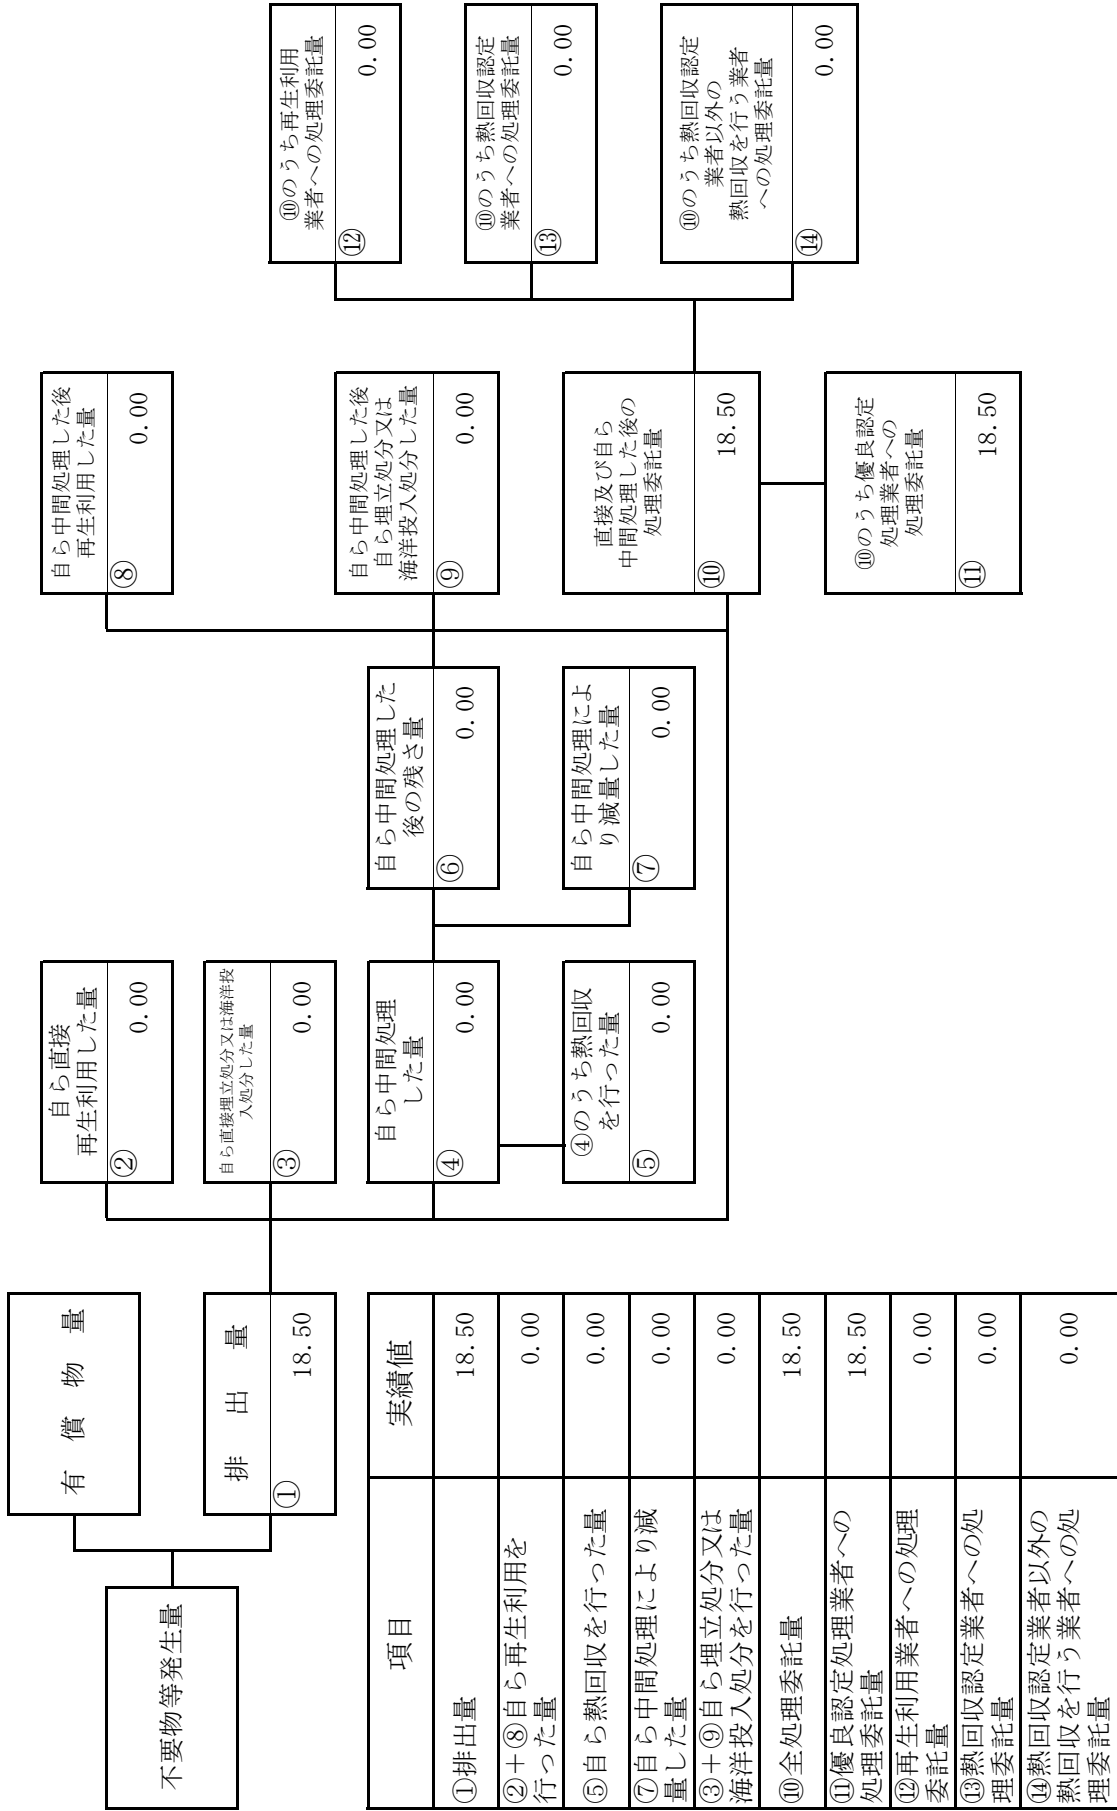 不要物等発生量
有償物量
排出量
①
18.50
自ら直接
再生利用した量
②
0.00
自ら直接埋立処分又は海洋投
入処分した量
③
0.00
自ら中間処理
した量
④
0.00
④のうち熱回収
を行った量
⑤
0.00
自ら中間処理した
後の残さ量
⑥
0.00
自ら中間処理によ
り減量した量
⑦
0.00
自ら中間処理した後
再生利用した量
⑧
0.00
自ら中間処理した後
自ら埋立処分又は
海洋投入処分した量
⑨
0.00
直接及び自ら
中間処理した後の
処理委託量
⑩
18.50
⑩のうち優良認定
処理業者への
処理委託量
⑪
18.50
⑩のうち再生利用
業者への処理委託量
⑫
0.00
⑩のうち熱回収認定
業者への処理委託量
⑬
0.00
⑩のうち熱回収認定
業者以外の
熱回収を行う業者
への処理委託量
⑭
0.00
項目
実績値
①排出量
18.50
②+⑧自ら再生利用を
行った量
0.00
⑤自ら熱回収を行った量
0.00
⑦自ら中間処理により減
量した量
0.00
③+⑨自ら埋立処分又は
海洋投入処分を行った量
0.00
⑩全処理委託量
18.50
⑪優良認定処理業者への
処理委託量
18.50
⑫再生利用業者への処理
委託量
0.00
⑬熱回収認定業者への処
理委託量
0.00
⑭熱回収認定業者以外の
熱回収を行う業者への処
理委託量
0.00